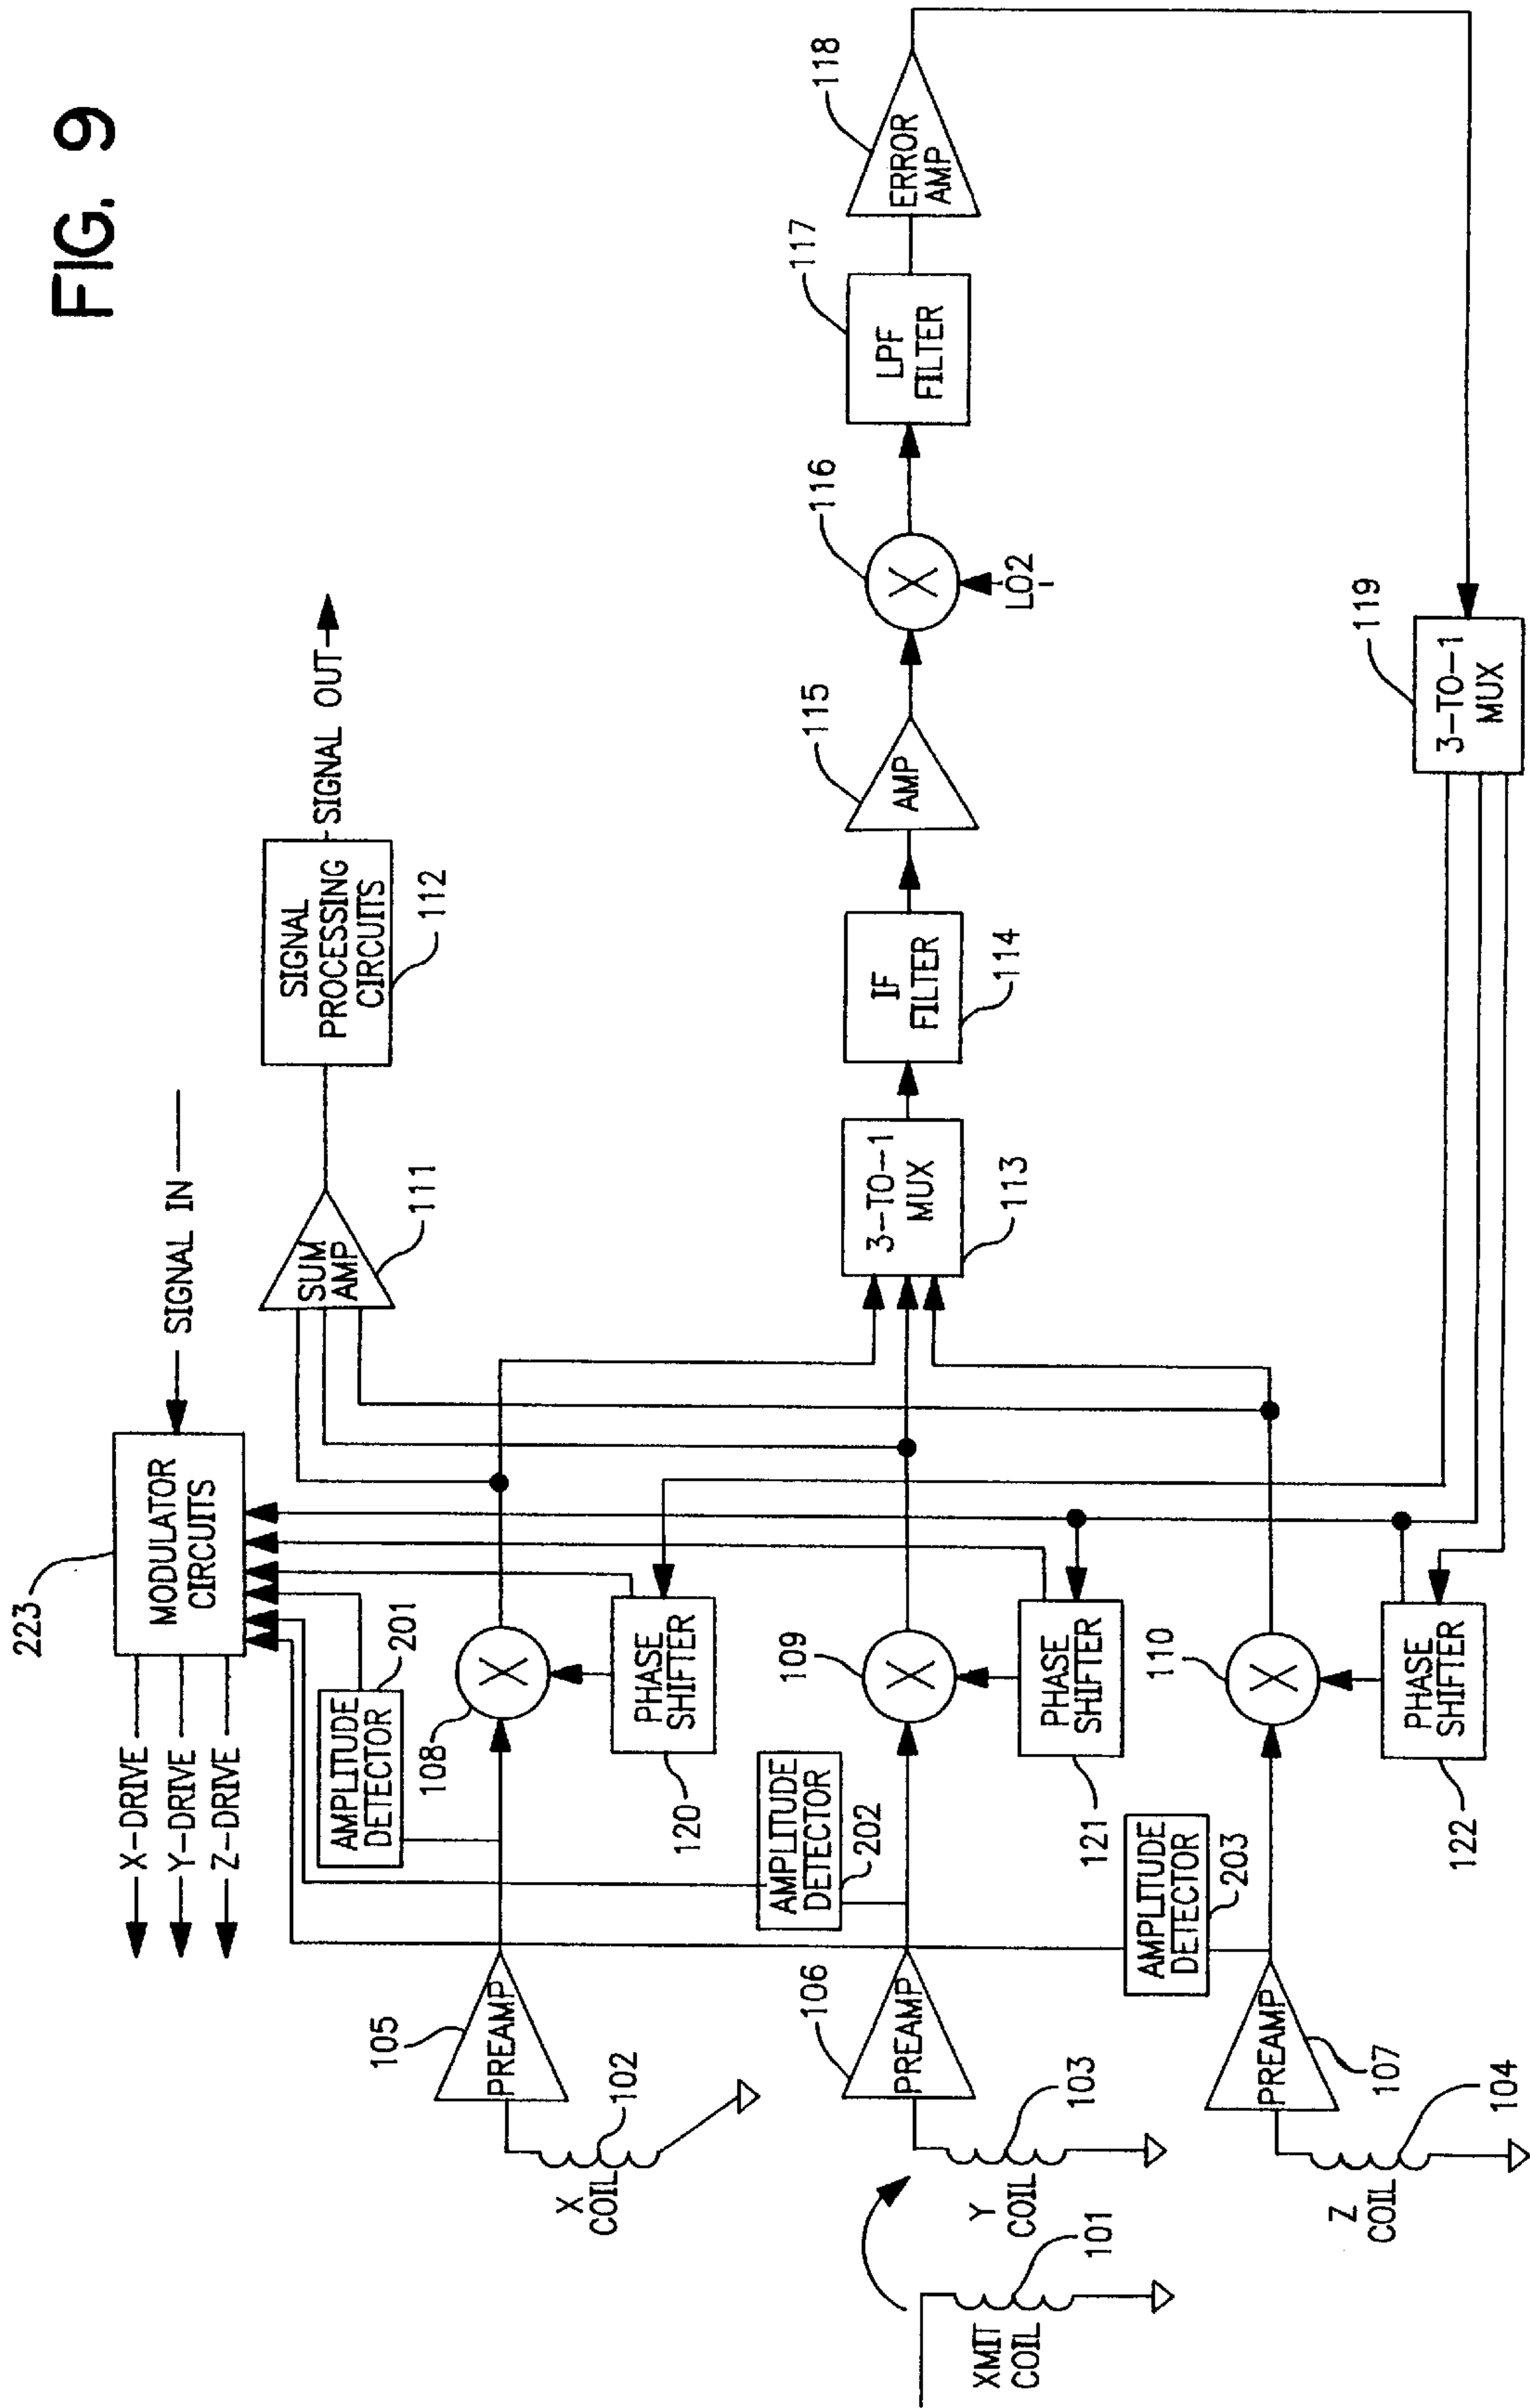 FIG. 9
223
MODULATOR
CIRCUITS
SIGNAL IN
X-DRIVE
Y-DRIVE
Z-DRIVE
SUM
AMP
111
SIGNAL
PROCESSING
CIRCUITS
112
SIGNAL OUT
AMPLITUDE
DETECTOR
201
105
PREAMP
X
COIL
102
108
X
PHASE
SHIFTER
120
AMPLITUDE
DETECTOR
202
XMIT
COIL
101
Y
COIL
103
106
PREAMP
109
X
PHASE
SHIFTER
121
3-TO-1
MUX
113
IF
FILTER
114
AMP
115
X
116
LO2
LPF
FILTER
117
ERROR
AMP
118
AMPLITUDE
DETECTOR
203
Z
COIL
104
PREAMP
107
110
X
PHASE
SHIFTER
122
3-TO-1
MUX
119